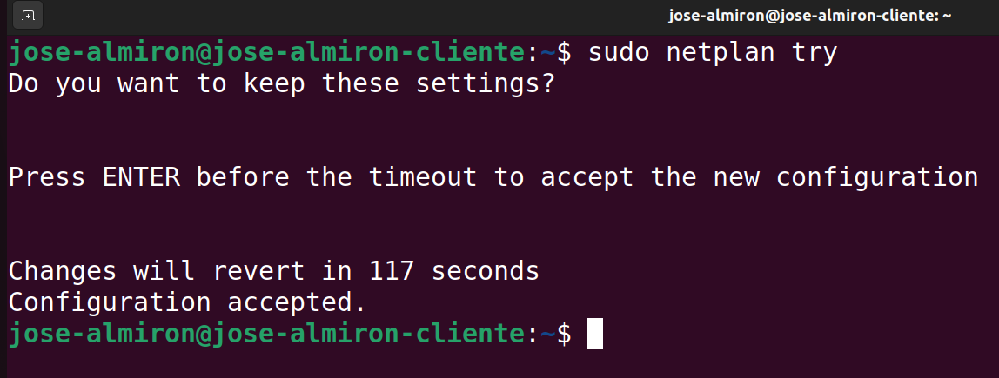 jose-almiron@jose-almiron-cliente: ~
jose-almiron@jose-almiron-cliente:~$ sudo netplan try
Do you want to keep these settings?
Press ENTER before the timeout to accept the new configuration
Changes will revert in 117 seconds
Configuration accepted.
jose-almiron@jose-almiron-cliente:~$